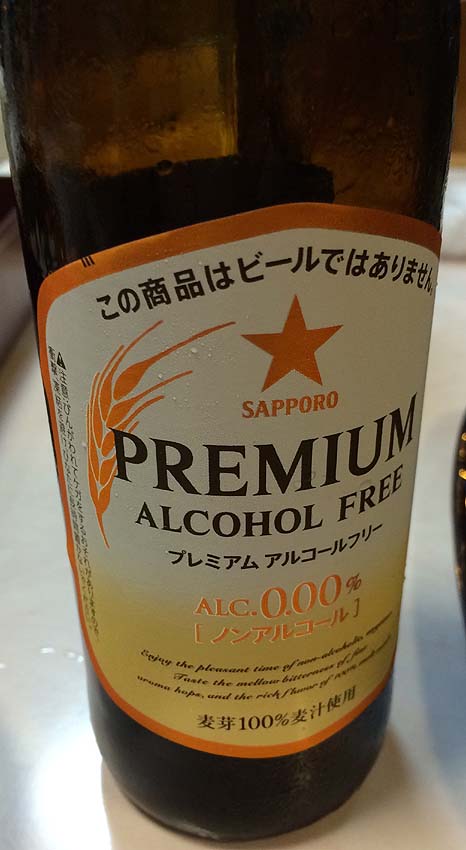 この商品はビールではありません。
SAPPORO
PREMIUM
ALCOHOL FREE
プレミアム アルコールフリー
ALC.0.00%
[ノンアルコール]
Enjoy the pleasant time of non-alcoholic
Taste the mellow bitterness of fine
aroma hops, and the rich flavor of 100% malt
麦芽100%麦汁使用